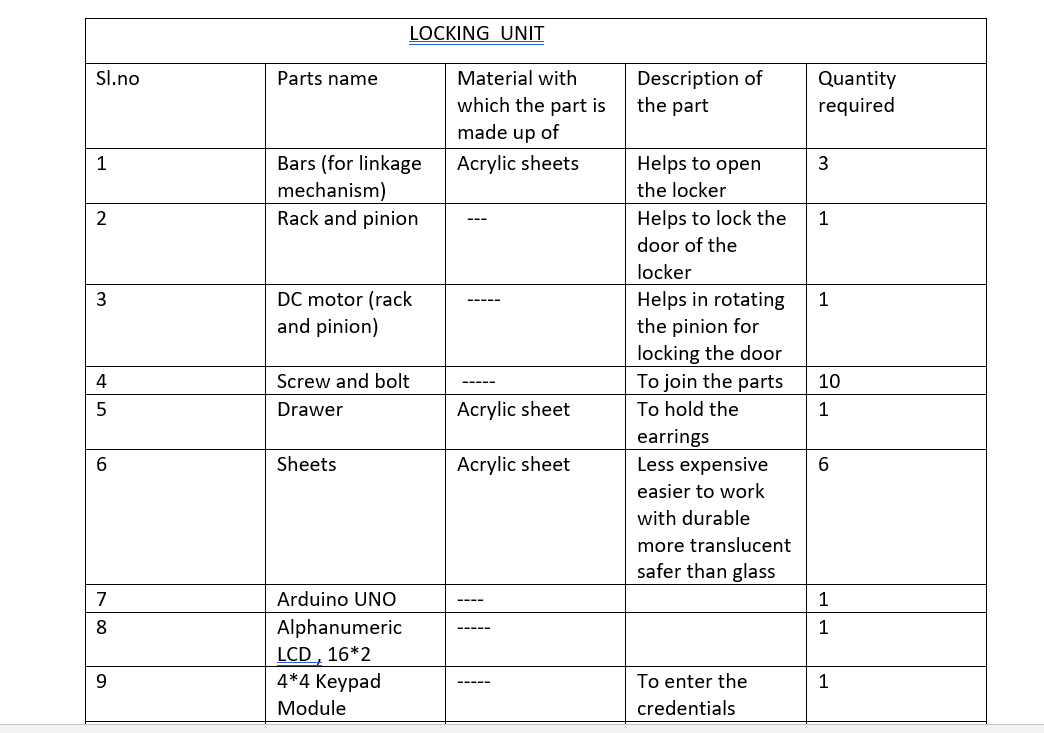 LOCKING  UNIT
Sl.no
Parts name
Material with
which the part is
made up of
Description of
the part
Quantity
required
1
Bars (for linkage
mechanism)
Acrylic sheets
Helps to open
the locker
3
2
Rack and pinion
---
Helps to lock the
door of the
locker
1
3
DC motor (rack
and pinion)
-----
Helps in rotating
the pinion for
locking the door
1
4
Screw and bolt
-----
To join the parts
10
5
Drawer
Acrylic sheet
To hold the
earrings
1
6
Sheets
Acrylic sheet
Less expensive
easier to work
with durable
more translucent
safer than glass
6
7
Arduino UNO
----
1
8
Alphanumeric
LCD , 16*2
-----
1
9
4*4 Keypad
Module
-----
To enter the
credentials
1